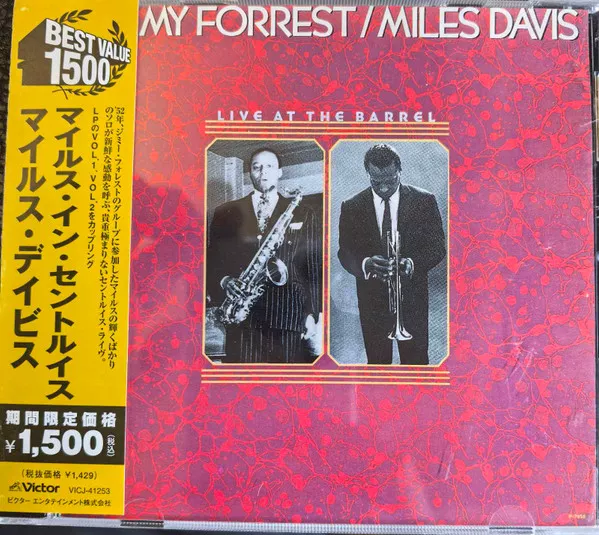 BEST VALUE
1500
MY FORREST/MILES DAVIS
LIVE AT THE BARREL
'52年、ジミー・フォレストのグループに参加したマイルスの輝くばかり
のソロが新鮮な感動を呼ぶ、貴重極まりないセントルイス・ライヴ。
LPのVOL.1、VOL.2をカップリング
マイルス・イン・セントルイス
マイルス・デイビス
期間限定価格
¥1,500(税込)
(税抜価格 ¥1,429)
Victor VICJ-41253
ビクター エンタテインメント株式会社